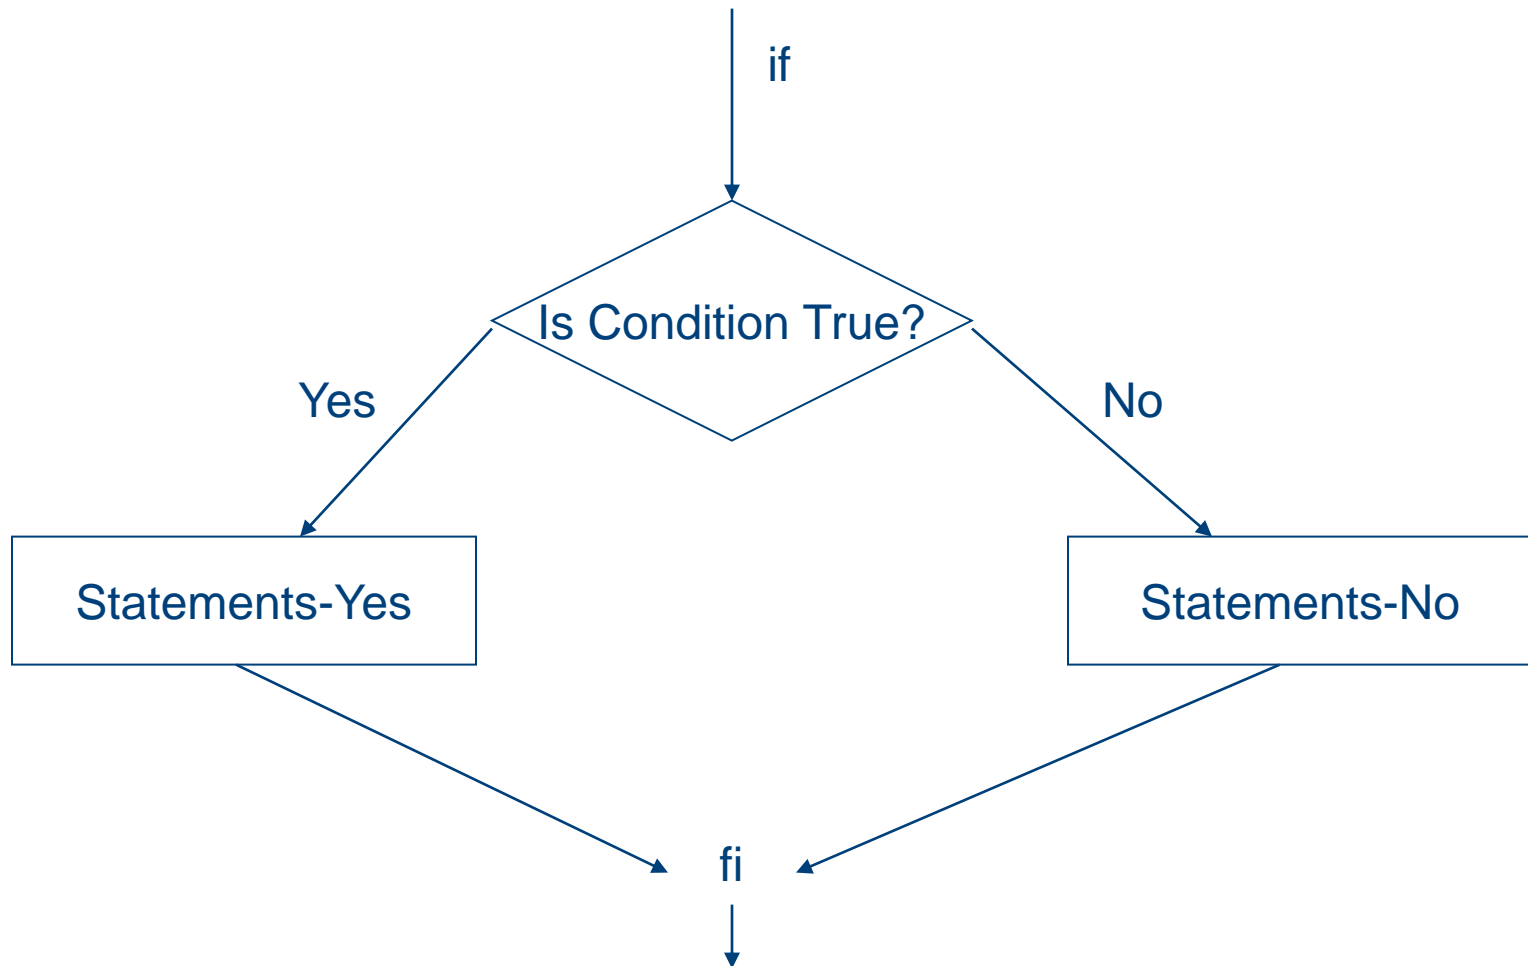 if
Is Condition True?
Yes
No
Statements-Yes
Statements-No
fi